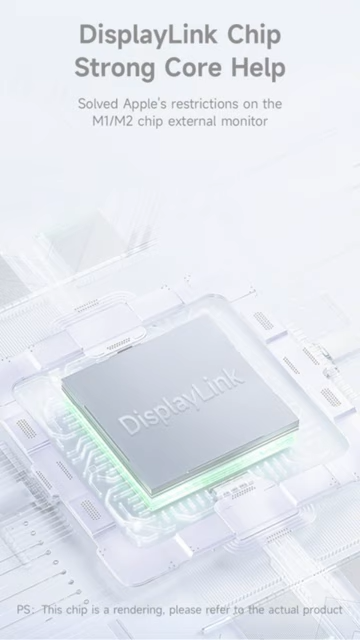 DisplayLink Chip
Strong Core Help
Solved Apple's restrictions on the
M1/M2 chip external monitor
DisplayLink
PS: This chip is a rendering, please refer to the actual product